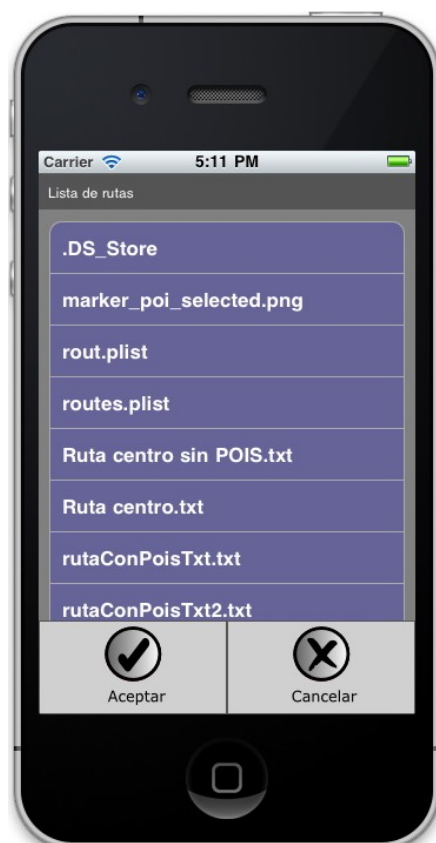 Carrier 5:11 PM
Lista de rutas
.DS_Store
marker_poi_selected.png
rout.plist
routes.plist
Ruta centro sin POIS.txt
Ruta centro.txt
rutaConPoisTxt.txt
rutaConPoisTxt2.txt
Aceptar Cancelar